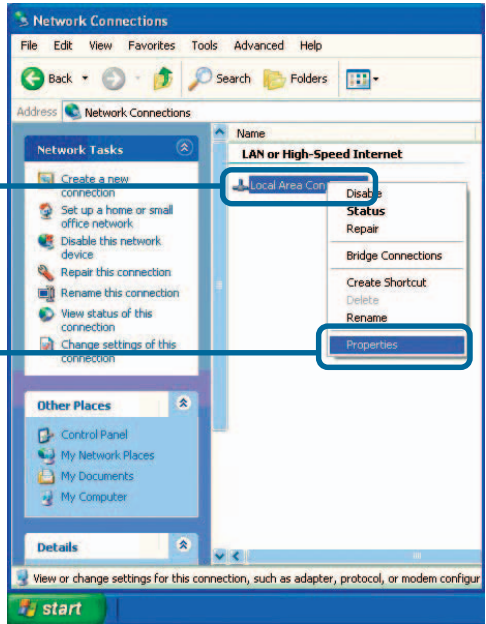 Network Connections
File Edit View Favorites Tools Advanced Help
Back Search Folders
Address Network Connections
Network Tasks
Create a new
connection
Set up a home or small
office network
Disable this network
device
Repair this connection
Rename this connection
View status of this
connection
Change settings of this
connection
Other Places
Control Panel
My Network Places
My Documents
My Computer
Details
Name
LAN or High-Speed Internet
Local Area Con
Disable
Status
Repair
Bridge Connections
Create Shortcut
Delete
Rename
Properties
View or change settings for this connection, such as adapter, protocol, or modem configur
start